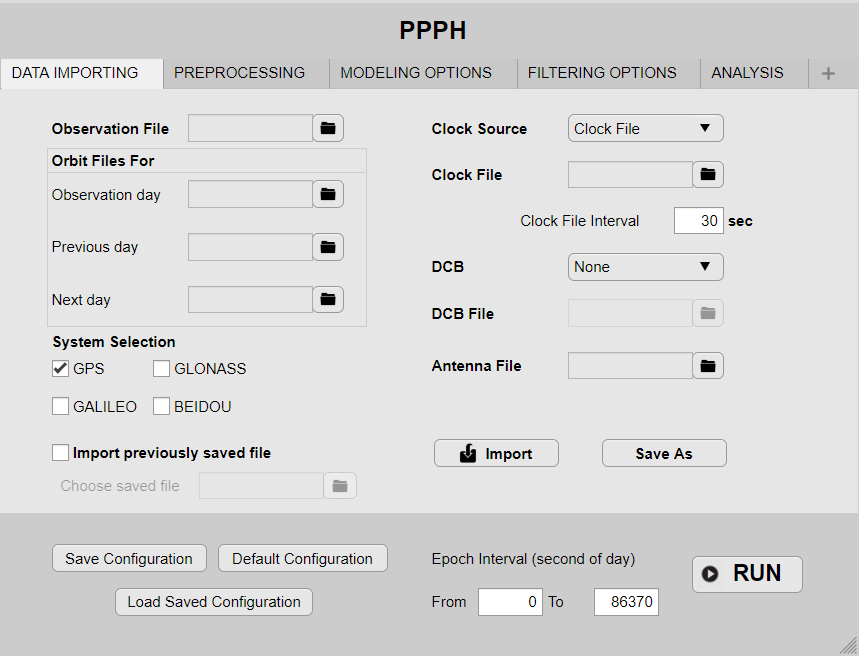 PPPH
DATA IMPORTING PREPROCESSING MODELING OPTIONS FILTERING OPTIONS ANALYSIS +
Observation File
Orbit Files For
Observation day
Previous day
Next day
System Selection
GPS GLONASS
GALILEO BEIDOU
Import previously saved file
Choose saved file
Clock Source Clock File
Clock File
Clock File Interval 30 sec
DCB None
DCB File
Antenna File
Import Save As
Save Configuration Default Configuration
Load Saved Configuration
Epoch Interval (second of day)
From 0 To 86370
RUN